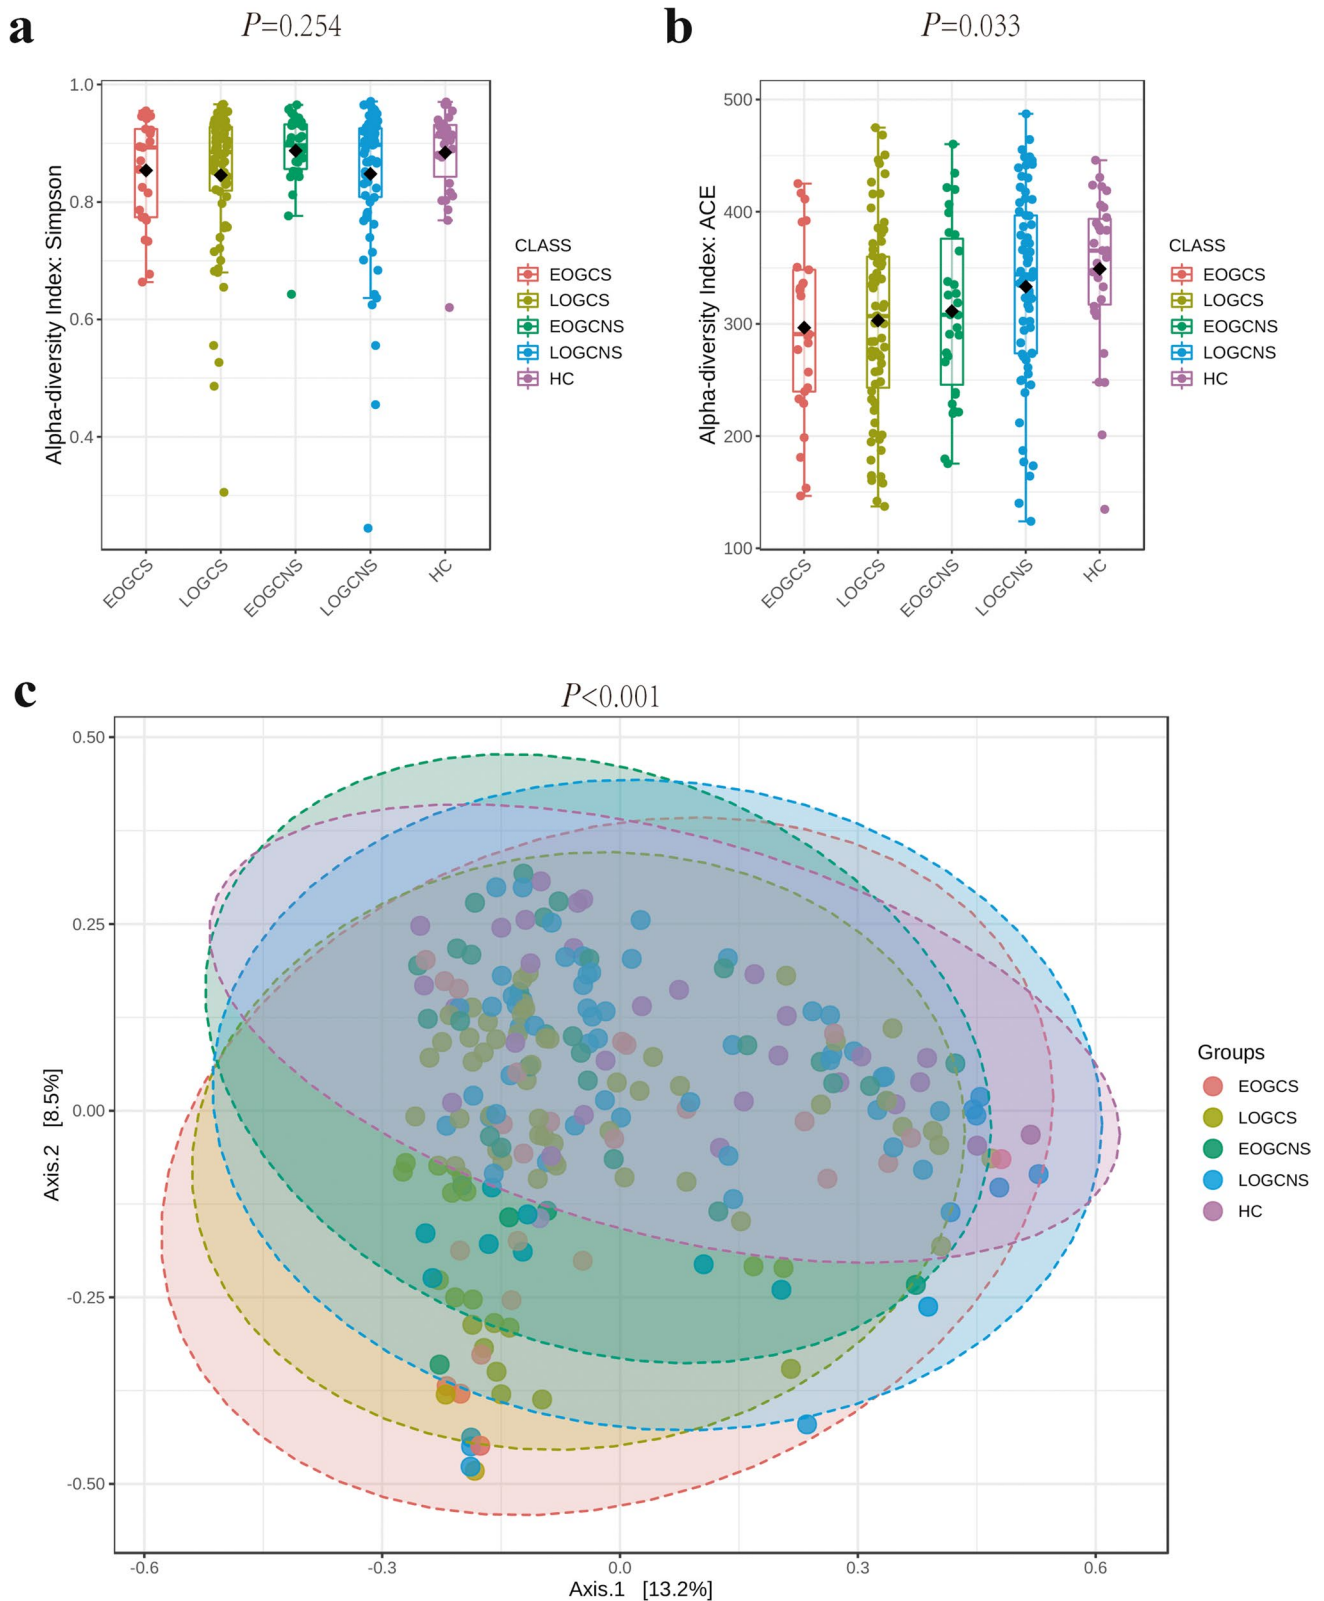 a
P=0.254
Alpha-diversity Index: Simpson
1.0
0.8
0.6
0.4
EOGCS
LOGCS
EOGCNS
LOGCNS
HC
CLASS
EOGCS
LOGCS
EOGCNS
LOGCNS
HC
b
P=0.033
Alpha-diversity Index: ACE
500
400
300
200
100
EOGCS
LOGCS
EOGCNS
LOGCNS
HC
CLASS
EOGCS
LOGCS
EOGCNS
LOGCNS
HC
c
P<0.001
Axis.2 [8.5%]
0.50
0.25
0.00
-0.25
-0.50
-0.6
-0.3
0.0
0.3
0.6
Axis.1 [13.2%]
Groups
EOGCS
LOGCS
EOGCNS
LOGCNS
HC